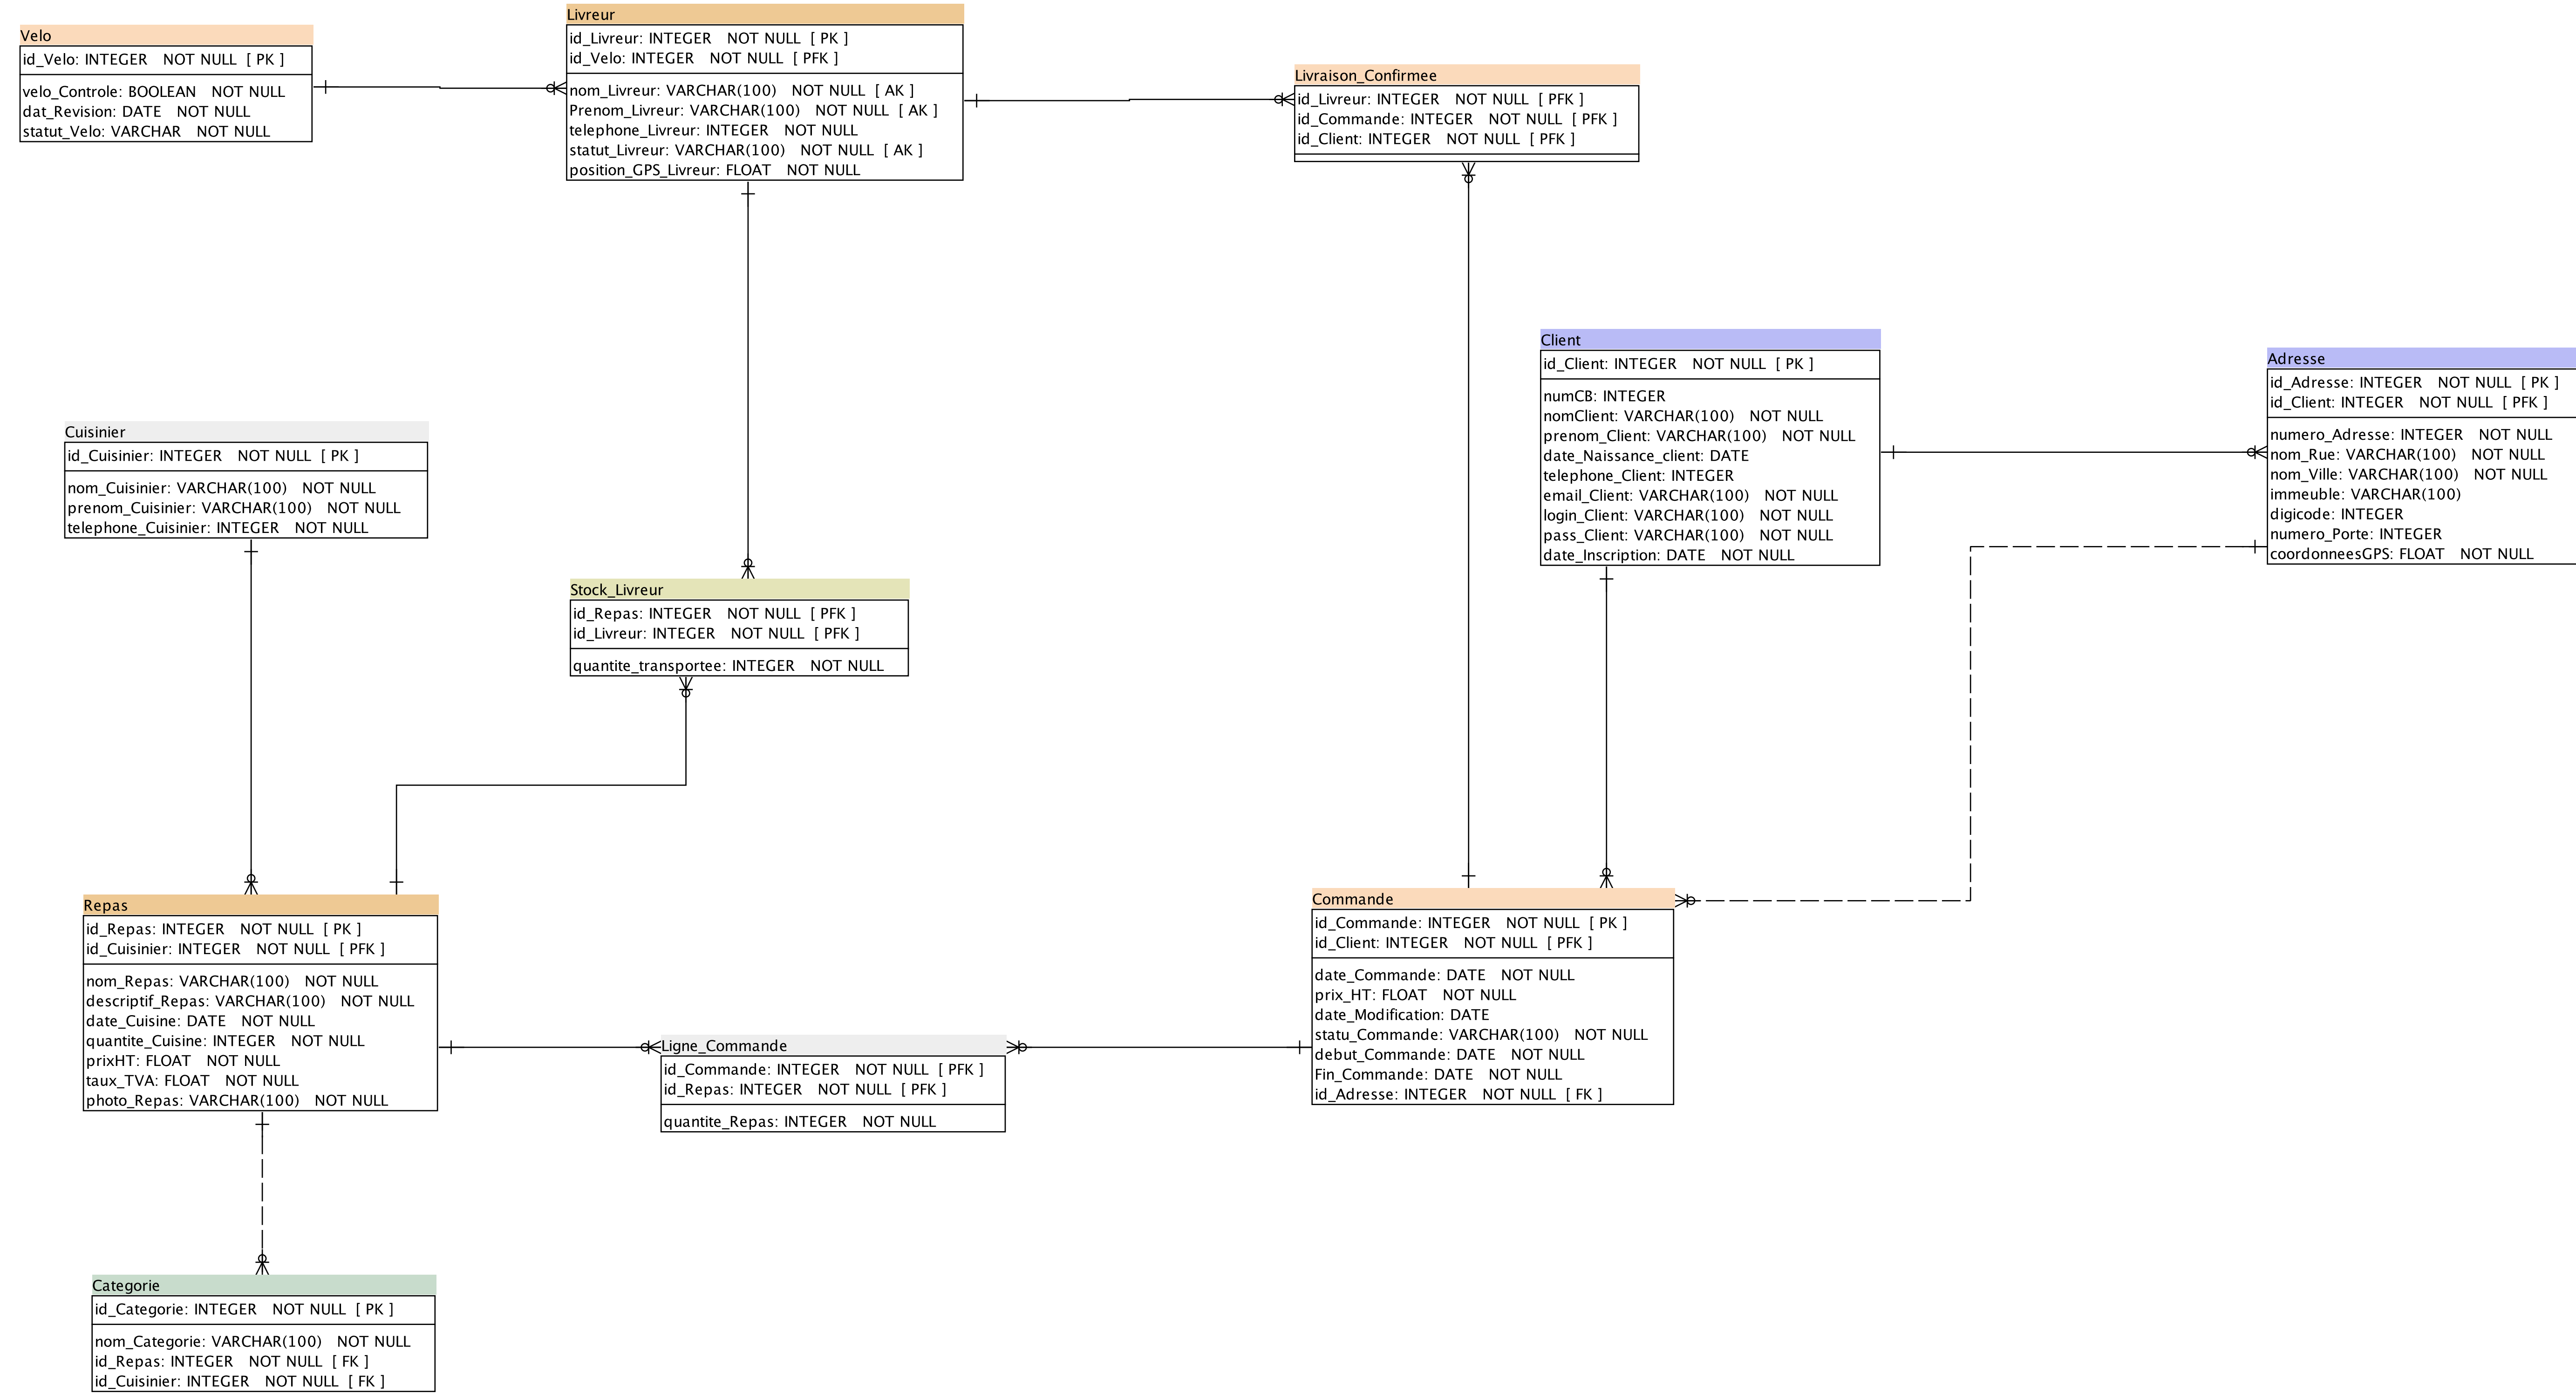 Velo
id_Velo: INTEGER NOT NULL [ PK ]
velo_Controle: BOOLEAN NOT NULL
dat_Revision: DATE NOT NULL
statut_Velo: VARCHAR NOT NULL
Livreur
id_Livreur: INTEGER NOT NULL [ PK ]
id_Velo: INTEGER NOT NULL [ PFK ]
nom_Livreur: VARCHAR(100) NOT NULL [ AK ]
Prenom_Livreur: VARCHAR(100) NOT NULL [ AK ]
telephone_Livreur: INTEGER NOT NULL
statut_Livreur: VARCHAR(100) NOT NULL [ AK ]
position_GPS_Livreur: FLOAT NOT NULL
Livraison_Confirmee
id_Livreur: INTEGER NOT NULL [ PFK ]
id_Commande: INTEGER NOT NULL [ PFK ]
id_Client: INTEGER NOT NULL [ PFK ]
Client
id_Client: INTEGER NOT NULL [ PK ]
numCB: INTEGER
nomClient: VARCHAR(100) NOT NULL
prenom_Client: VARCHAR(100) NOT NULL
date_Naissance_client: DATE
telephone_Client: INTEGER
email_Client: VARCHAR(100) NOT NULL
login_Client: VARCHAR(100) NOT NULL
pass_Client: VARCHAR(100) NOT NULL
date_Inscription: DATE NOT NULL
Adresse
id_Adresse: INTEGER NOT NULL [ PK ]
id_Client: INTEGER NOT NULL [ PFK ]
numero_Adresse: INTEGER NOT NULL
nom_Rue: VARCHAR(100) NOT NULL
nom_Ville: VARCHAR(100) NOT NULL
immeuble: VARCHAR(100)
digicode: INTEGER
numero_Porte: INTEGER
coordonneesGPS: FLOAT NOT NULL
Cuisinier
id_Cuisinier: INTEGER NOT NULL [ PK ]
nom_Cuisinier: VARCHAR(100) NOT NULL
prenom_Cuisinier: VARCHAR(100) NOT NULL
telephone_Cuisinier: INTEGER NOT NULL
Stock_Livreur
id_Repas: INTEGER NOT NULL [ PFK ]
id_Livreur: INTEGER NOT NULL [ PFK ]
quantite_transportee: INTEGER NOT NULL
Repas
id_Repas: INTEGER NOT NULL [ PK ]
id_Cuisinier: INTEGER NOT NULL [ PFK ]
nom_Repas: VARCHAR(100) NOT NULL
descriptif_Repas: VARCHAR(100) NOT NULL
date_Cuisine: DATE NOT NULL
quantite_Cuisine: INTEGER NOT NULL
prixHT: FLOAT NOT NULL
taux_TVA: FLOAT NOT NULL
photo_Repas: VARCHAR(100) NOT NULL
Ligne_Commande
id_Commande: INTEGER NOT NULL [ PFK ]
id_Repas: INTEGER NOT NULL [ PFK ]
quantite_Repas: INTEGER NOT NULL
Commande
id_Commande: INTEGER NOT NULL [ PK ]
id_Client: INTEGER NOT NULL [ PFK ]
date_Commande: DATE NOT NULL
prix_HT: FLOAT NOT NULL
date_Modification: DATE
statu_Commande: VARCHAR(100) NOT NULL
debut_Commande: DATE NOT NULL
Fin_Commande: DATE NOT NULL
id_Adresse: INTEGER NOT NULL [ FK ]
Categorie
id_Categorie: INTEGER NOT NULL [ PK ]
nom_Categorie: VARCHAR(100) NOT NULL
id_Repas: INTEGER NOT NULL [ FK ]
id_Cuisinier: INTEGER NOT NULL [ FK ]